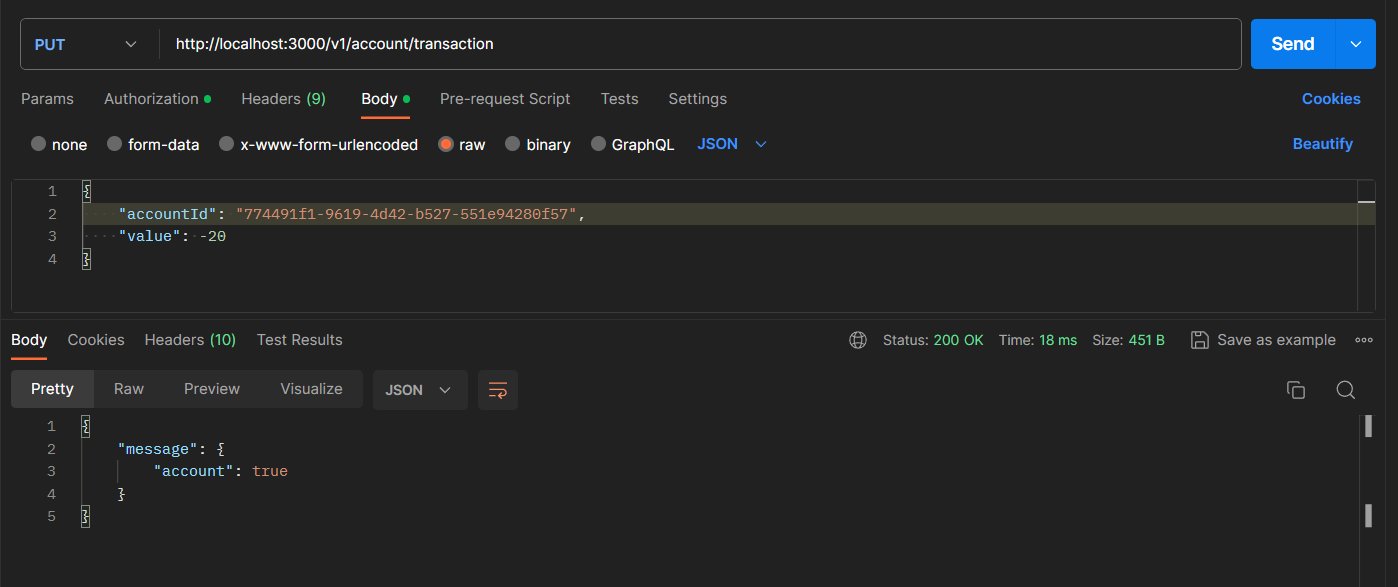 PUT http://localhost:3000/v1/account/transaction Send
Params Authorization Headers (9) Body Pre-request Script Tests Settings Cookies
none form-data x-www-form-urlencoded raw binary GraphQL JSON Beautify
1 {
2 "accountId": "774491f1-9619-4d42-b527-551e94280f57",
3 "value": -20
4 }
Body Cookies Headers (10) Test Results Status: 200 OK Time: 18 ms Size: 451 B Save as example
Pretty Raw Preview Visualize JSON
1 {
2 "message": {
3 "account": true
4 }
5 }